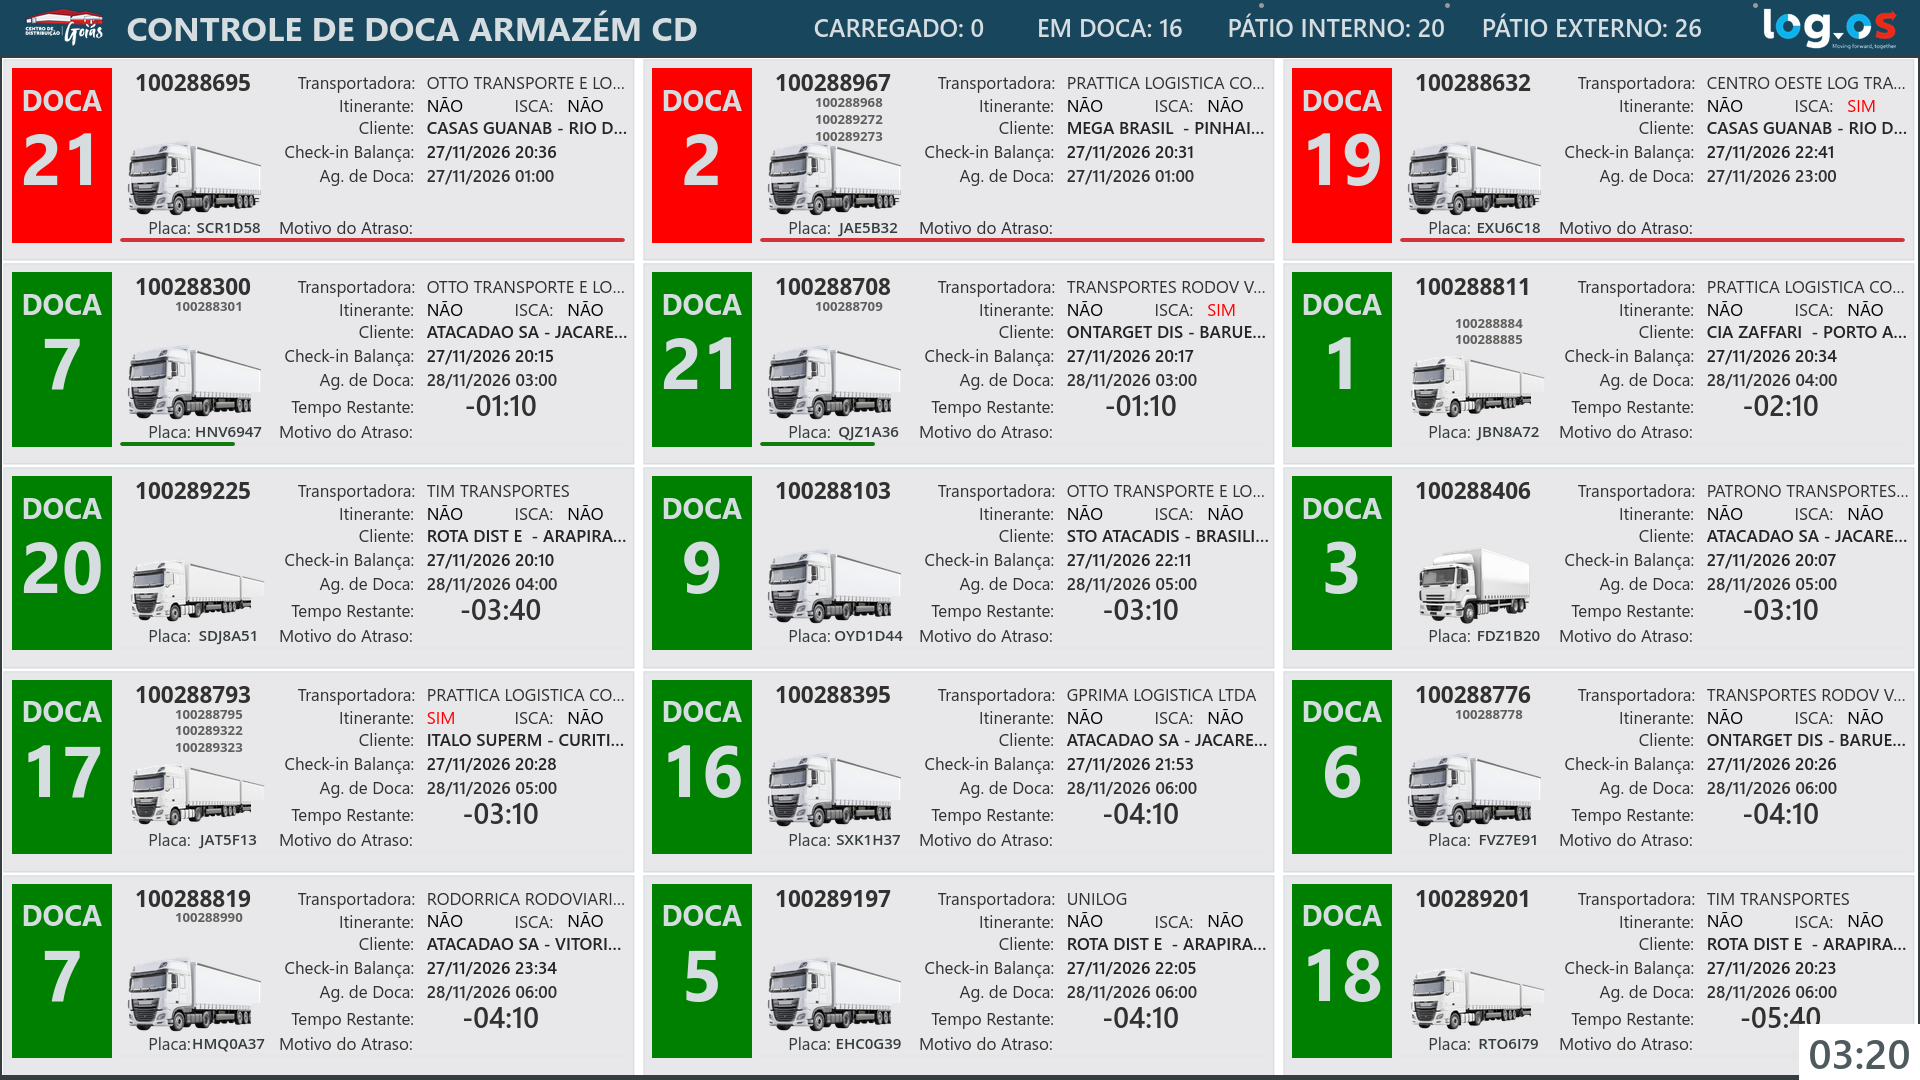 CENTRO DE DISTRIBUIÇÃO Goiás
CONTROLE DE DOCA ARMAZÉM CD
CARREGADO: 0
EM DOCA: 16
PÁTIO INTERNO: 20
PÁTIO EXTERNO: 26
log.os
Moving forward, together
DOCA
21
100288695
Placa: SCR1D58
Transportadora: OTTO TRANSPORTE E LO...
Itinerante: NÃO ISCA: NÃO
Cliente: CASAS GUANAB - RIO D...
Check-in Balança: 27/11/2026 20:36
Ag. de Doca: 27/11/2026 01:00
Motivo do Atraso:
DOCA
2
100288967
100288968
100289272
100289273
Placa: JAE5B32
Transportadora: PRATTICA LOGISTICA CO...
Itinerante: NÃO ISCA: NÃO
Cliente: MEGA BRASIL - PINHAI...
Check-in Balança: 27/11/2026 20:31
Ag. de Doca: 27/11/2026 01:00
Motivo do Atraso:
DOCA
19
100288632
Placa: EXU6C18
Transportadora: CENTRO OESTE LOG TRA...
Itinerante: NÃO ISCA: SIM
Cliente: CASAS GUANAB - RIO D...
Check-in Balança: 27/11/2026 22:41
Ag. de Doca: 27/11/2026 23:00
Motivo do Atraso:
DOCA
7
100288300
100288301
Placa: HNV6947
Transportadora: OTTO TRANSPORTE E LO...
Itinerante: NÃO ISCA: NÃO
Cliente: ATACADAO SA - JACARE...
Check-in Balança: 27/11/2026 20:15
Ag. de Doca: 28/11/2026 03:00
Tempo Restante: -01:10
Motivo do Atraso:
DOCA
21
100288708
100288709
Placa: QJZ1A36
Transportadora: TRANSPORTES RODOV V...
Itinerante: NÃO ISCA: SIM
Cliente: ONTARGET DIS - BARUE...
Check-in Balança: 27/11/2026 20:17
Ag. de Doca: 28/11/2026 03:00
Tempo Restante: -01:10
Motivo do Atraso:
DOCA
1
100288811
100288884
100288885
Placa: JBN8A72
Transportadora: PRATTICA LOGISTICA CO...
Itinerante: NÃO ISCA: NÃO
Cliente: CIA ZAFFARI - PORTO A...
Check-in Balança: 27/11/2026 20:34
Ag. de Doca: 28/11/2026 04:00
Tempo Restante: -02:10
Motivo do Atraso:
DOCA
20
100289225
Placa: SDJ8A51
Transportadora: TIM TRANSPORTES
Itinerante: NÃO ISCA: NÃO
Cliente: ROTA DIST E - ARAPIRA...
Check-in Balança: 27/11/2026 20:10
Ag. de Doca: 28/11/2026 04:00
Tempo Restante: -03:40
Motivo do Atraso:
DOCA
9
100288103
Placa: OYD1D44
Transportadora: OTTO TRANSPORTE E LO...
Itinerante: NÃO ISCA: NÃO
Cliente: STO ATACADIS - BRASILI...
Check-in Balança: 27/11/2026 22:11
Ag. de Doca: 28/11/2026 05:00
Tempo Restante: -03:10
Motivo do Atraso:
DOCA
3
100288406
Placa: FDZ1B20
Transportadora: PATRONO TRANSPORTES...
Itinerante: NÃO ISCA: NÃO
Cliente: ATACADAO SA - JACARE...
Check-in Balança: 27/11/2026 20:07
Ag. de Doca: 28/11/2026 05:00
Tempo Restante: -03:10
Motivo do Atraso:
DOCA
17
100288793
100288795
100289322
100289323
Placa: JAT5F13
Transportadora: PRATTICA LOGISTICA CO...
Itinerante: SIM ISCA: NÃO
Cliente: ITALO SUPERM - CURITI...
Check-in Balança: 27/11/2026 20:28
Ag. de Doca: 28/11/2026 05:00
Tempo Restante: -03:10
Motivo do Atraso:
DOCA
16
100288395
Placa: SXK1H37
Transportadora: GPRIMA LOGISTICA LTDA
Itinerante: NÃO ISCA: NÃO
Cliente: ATACADAO SA - JACARE...
Check-in Balança: 27/11/2026 21:53
Ag. de Doca: 28/11/2026 06:00
Tempo Restante: -04:10
Motivo do Atraso:
DOCA
6
100288776
100288778
Placa: FVZ7E91
Transportadora: TRANSPORTES RODOV V...
Itinerante: NÃO ISCA: NÃO
Cliente: ONTARGET DIS - BARUE...
Check-in Balança: 27/11/2026 20:26
Ag. de Doca: 28/11/2026 06:00
Tempo Restante: -04:10
Motivo do Atraso:
DOCA
7
100288819
100288990
Placa: HMQ0A37
Transportadora: RODORRICA RODOVIARI...
Itinerante: NÃO ISCA: NÃO
Cliente: ATACADAO SA - VITORI...
Check-in Balança: 27/11/2026 23:34
Ag. de Doca: 28/11/2026 06:00
Tempo Restante: -04:10
Motivo do Atraso:
DOCA
5
100289197
Placa: EHC0G39
Transportadora: UNILOG
Itinerante: NÃO ISCA: NÃO
Cliente: ROTA DIST E - ARAPIRA...
Check-in Balança: 27/11/2026 22:05
Ag. de Doca: 28/11/2026 06:00
Tempo Restante: -04:10
Motivo do Atraso:
DOCA
18
100289201
Placa: RTO6I79
Transportadora: TIM TRANSPORTES
Itinerante: NÃO ISCA: NÃO
Cliente: ROTA DIST E - ARAPIRA...
Check-in Balança: 27/11/2026 20:23
Ag. de Doca: 28/11/2026 06:00
Tempo Restante: -05:40
Motivo do Atraso:
03:20